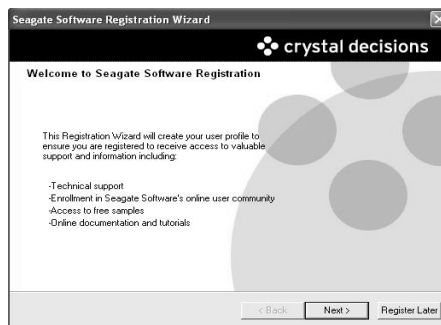 Seagate Software Registration Wizard
crystal decisions
Welcome to Seagate Software Registration
This Registration Wizard will create your user profile to
ensure you are registered to receive access to valuable
support and information including:
-Technical support
-Enrollment in Seagate Software's online user community
-Access to free samples
-Online documentation and tutorials
< Back Next > Register Later